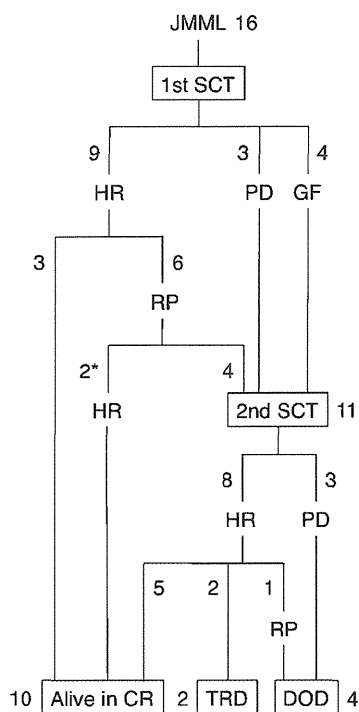 JMML 16
1st SCT
9 3 4
HR PD GF
3 6
RP
2* 4
HR 2nd SCT 11
8 3
HR PD
5 2 1
RP
10 Alive in CR 2 TRD DOD 4